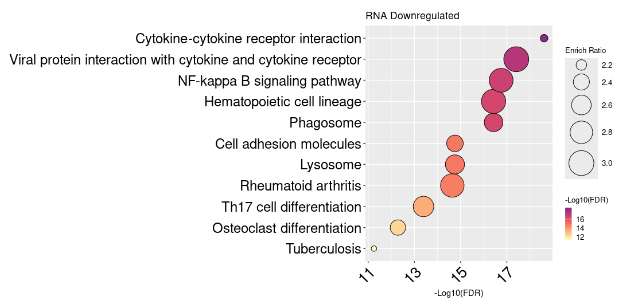 RNA Downregulated
Cytokine-cytokine receptor interaction
Viral protein interaction with cytokine and cytokine receptor
NF-kappa B signaling pathway
Hematopoietic cell lineage
Phagosome
Cell adhesion molecules
Lysosome
Rheumatoid arthritis
Th17 cell differentiation
Osteoclast differentiation
Tuberculosis
11 13 15 17
-Log10(FDR)
Enrich Ratio
2.2
2.4
2.6
2.8
3.0
-Log10(FDR)
16
14
12